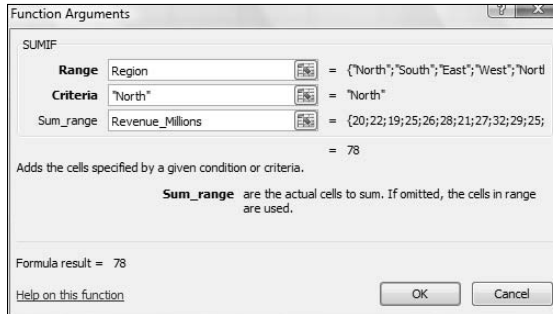 Function Arguments
SUMIF
Range Region = {"North";"South";"East";"West";"Nortl
Criteria "North" = "North"
Sum_range Revenue_Millions = {20;22;19;25;26;28;21;27;32;29;25;
= 78
Adds the cells specified by a given condition or criteria.
Sum_range are the actual cells to sum. If omitted, the cells in range
are used.
Formula result = 78
Help on this function OK Cancel